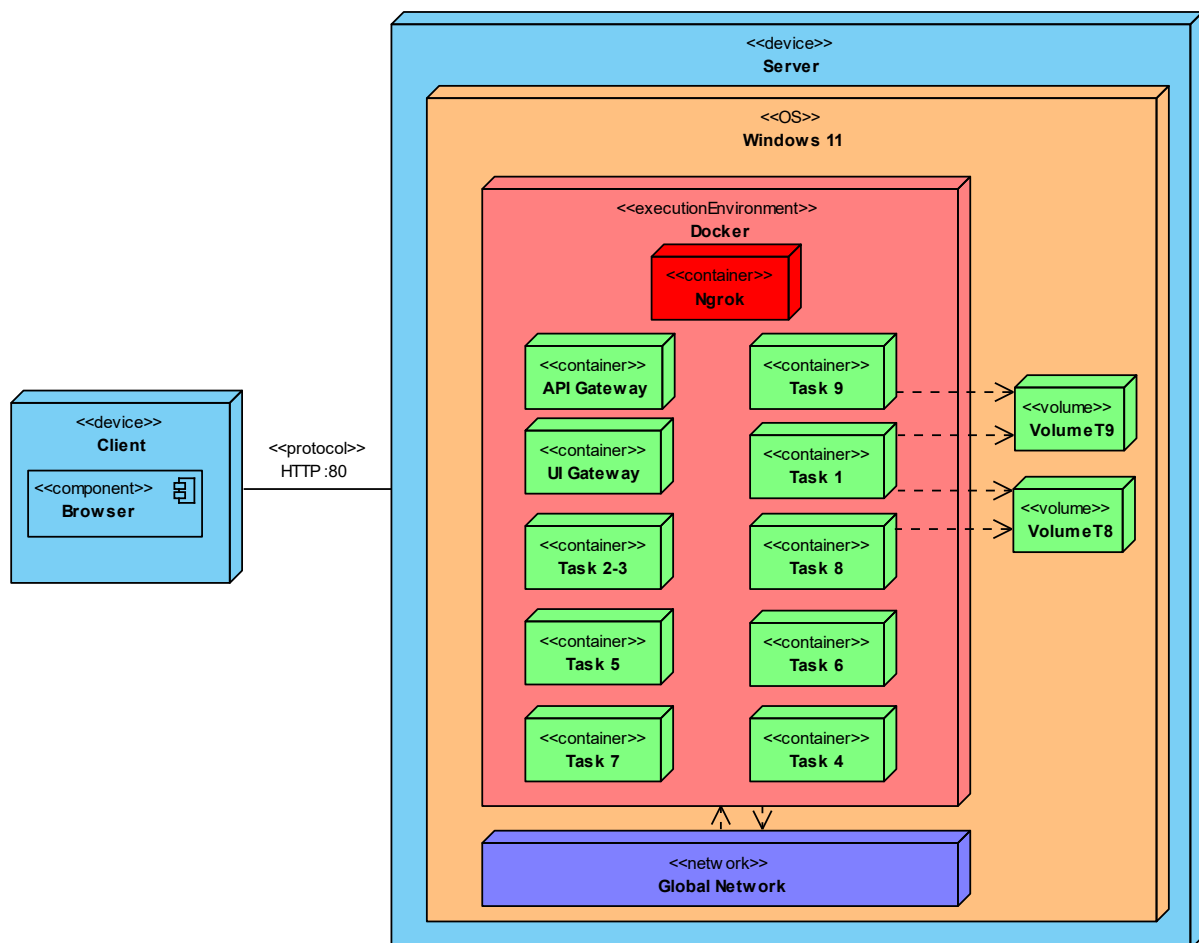 <<device>>
Server
<<OS>>
Windows 11
<<executionEnvironment>>
Docker
<<container>>
Ngrok
<<container>>
API Gateway
<<container>>
Task 9
<<container>>
UI Gateway
<<container>>
Task 1
<<container>>
Task 2-3
<<container>>
Task 8
<<container>>
Task 5
<<container>>
Task 6
<<container>>
Task 7
<<container>>
Task 4
<<volume>>
VolumeT9
<<volume>>
VolumeT8
<<network>>
Global Network
<<device>>
Client
<<component>>
Browser
<<protocol>>
HTTP :80